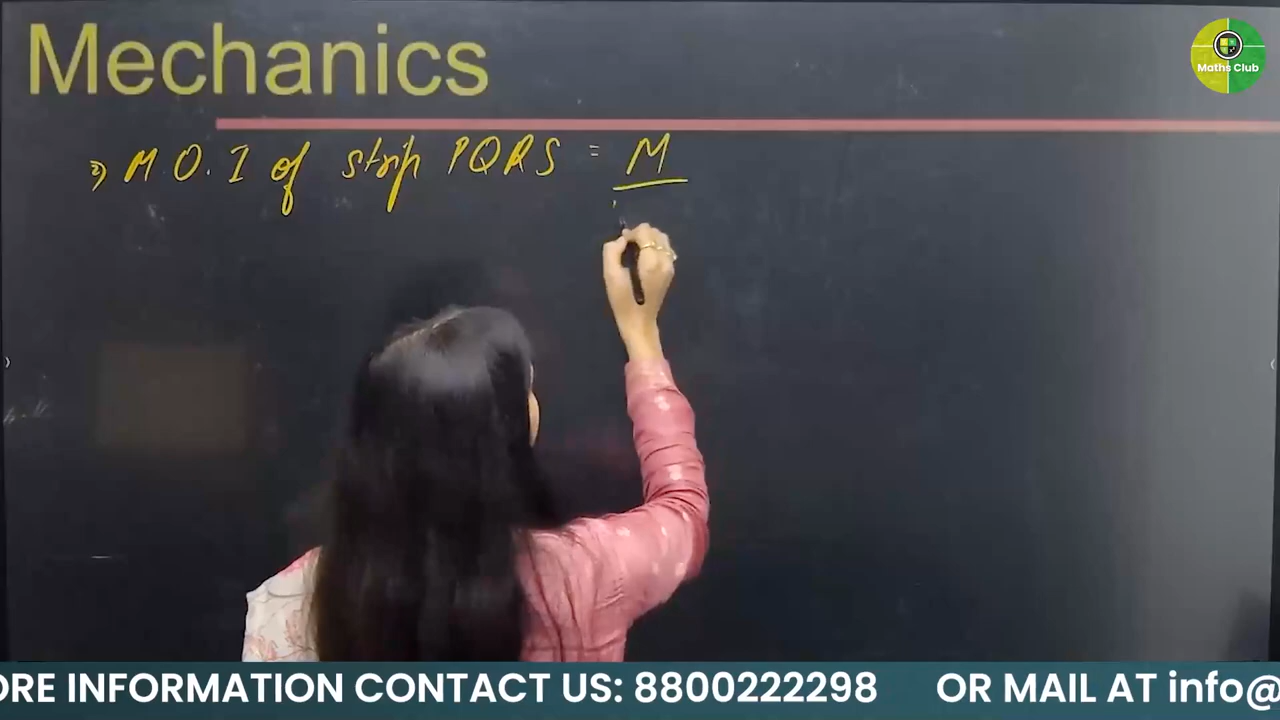 Mechanics
Maths Club
⇒ M.O.I of strip PQRS = M
ORE INFORMATION CONTACT US: 8800222298 OR MAIL AT info@